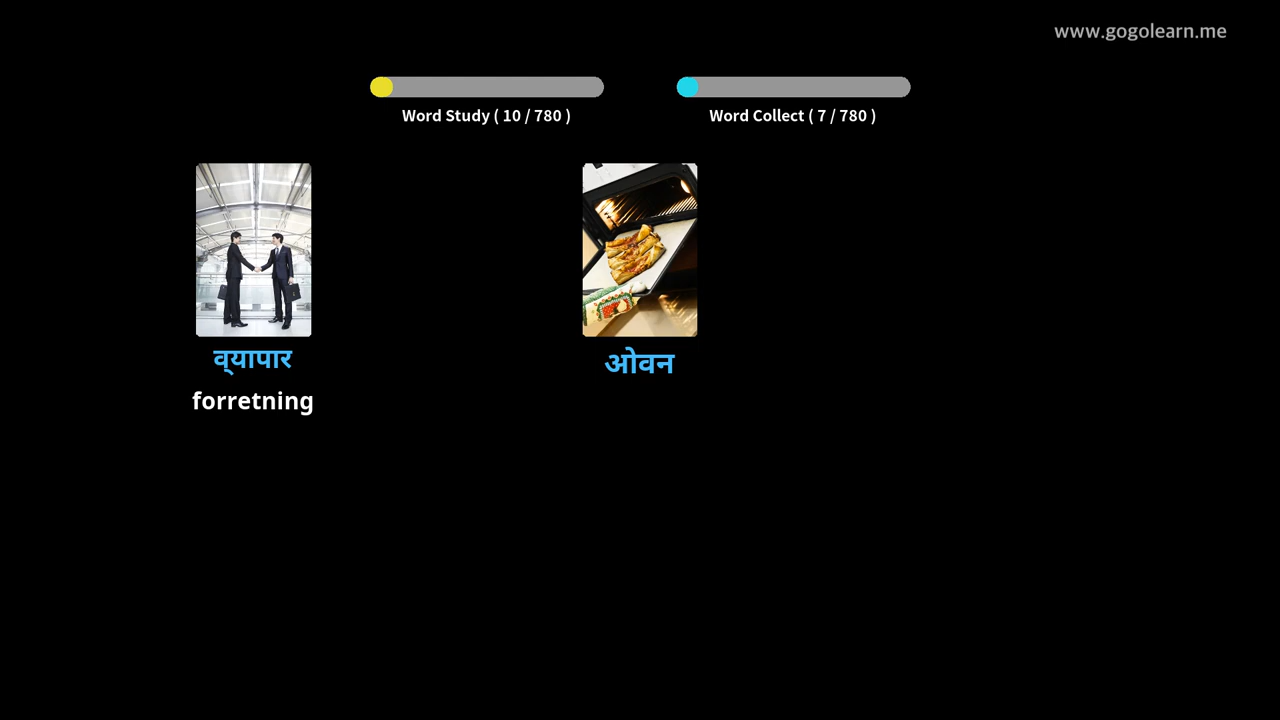 www.gogolearn.me
Word Study ( 10 / 780 )
Word Collect ( 7 / 780 )
व्यापार
ओवन
forretning